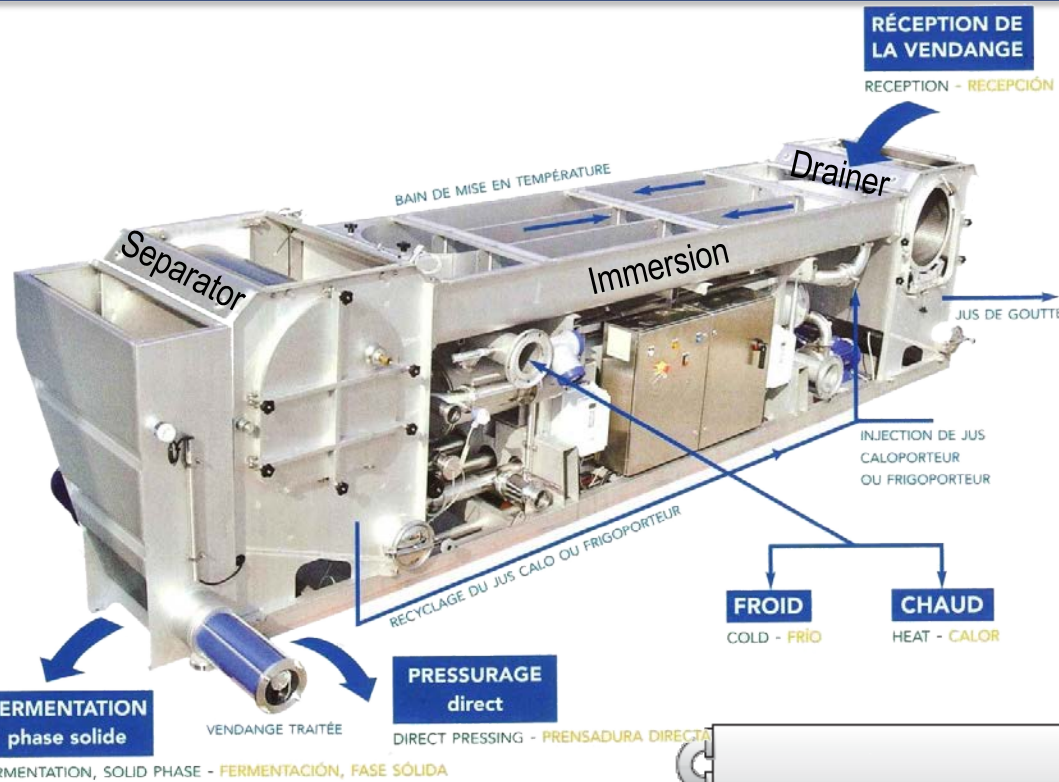 RÉCEPTION DE
LA VENDANGE
RECEPTION - RECEPCIÓN
Drainer
BAIN DE MISE EN TEMPÉRATURE
Separator
Immersion
JUS DE GOUTTE
INJECTION DE JUS
CALOPORTEUR
OU FRIGOPORTEUR
RECYCLAGE DU JUS CALO OU FRIGOPORTEUR
FROID
CHAUD
COLD - FRÍO
HEAT - CALOR
PRESSURAGE
direct
ERMENTATION
phase solide
VENDANGE TRAITÉE
DIRECT PRESSING - PRENSADURA DIRECTA
RMENTATION, SOLID PHASE - FERMENTACIÓN, FASE SÓLIDA